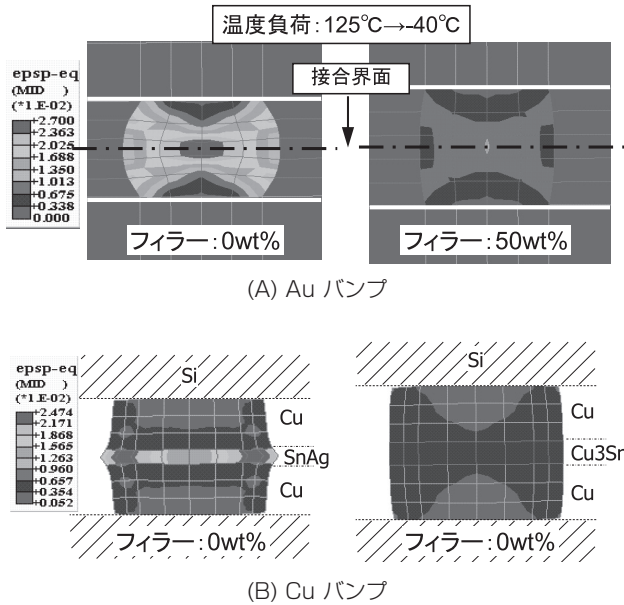 温度負荷：125℃→-40℃
接合界面
epsp-eq
(MID )
(*1.E-02)
+2.700
+2.363
+2.025
+1.688
+1.350
+1.013
+0.675
+0.338
0.000
フィラー：0wt%
フィラー：50wt%
(A) Au バンプ
epsp-eq
(MID )
(*1.E-02)
+2.474
+2.171
+1.868
+1.565
+1.263
+0.960
+0.657
+0.354
+0.052
Si
Cu
SnAg
Cu
フィラー：0wt%
Si
Cu
Cu3Sn
Cu
フィラー：0wt%
(B) Cu バンプ